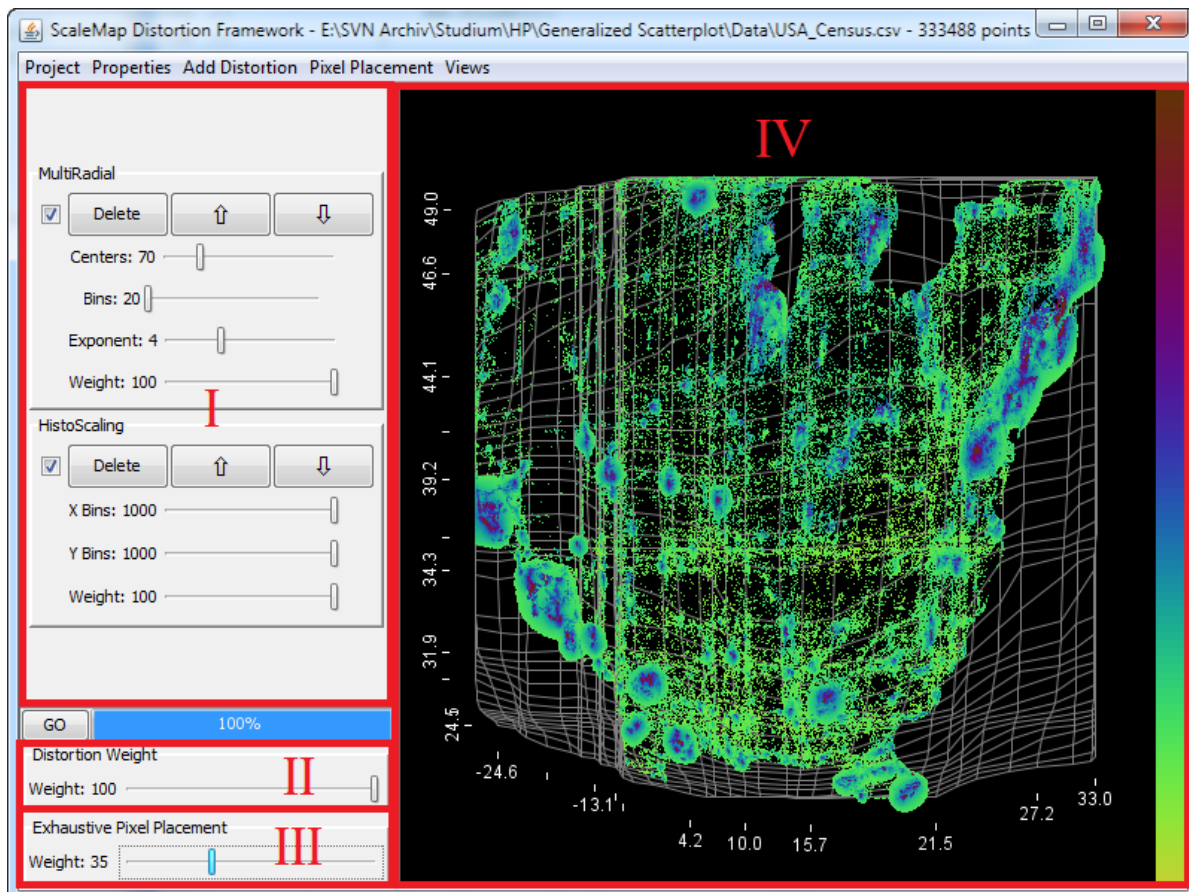 ScaleMap Distortion Framework - E:\SVN Archiv\Studium\HP\Generalized Scatterplot\Data\USA_Census.csv - 333488 points
Project Properties Add Distortion Pixel Placement Views
MultiRadial
Delete
Centers: 70
Bins: 20
Exponent: 4
Weight: 100
I
HistoScaling
Delete
X Bins: 1000
Y Bins: 1000
Weight: 100
GO 100%
Distortion Weight
Weight: 100
II
Exhaustive Pixel Placement
Weight: 35
III
IV
49.0
46.6
44.1
39.2
34.3
31.9
24.5
-24.6
-13.1
4.2
10.0
15.7
21.5
27.2
33.0